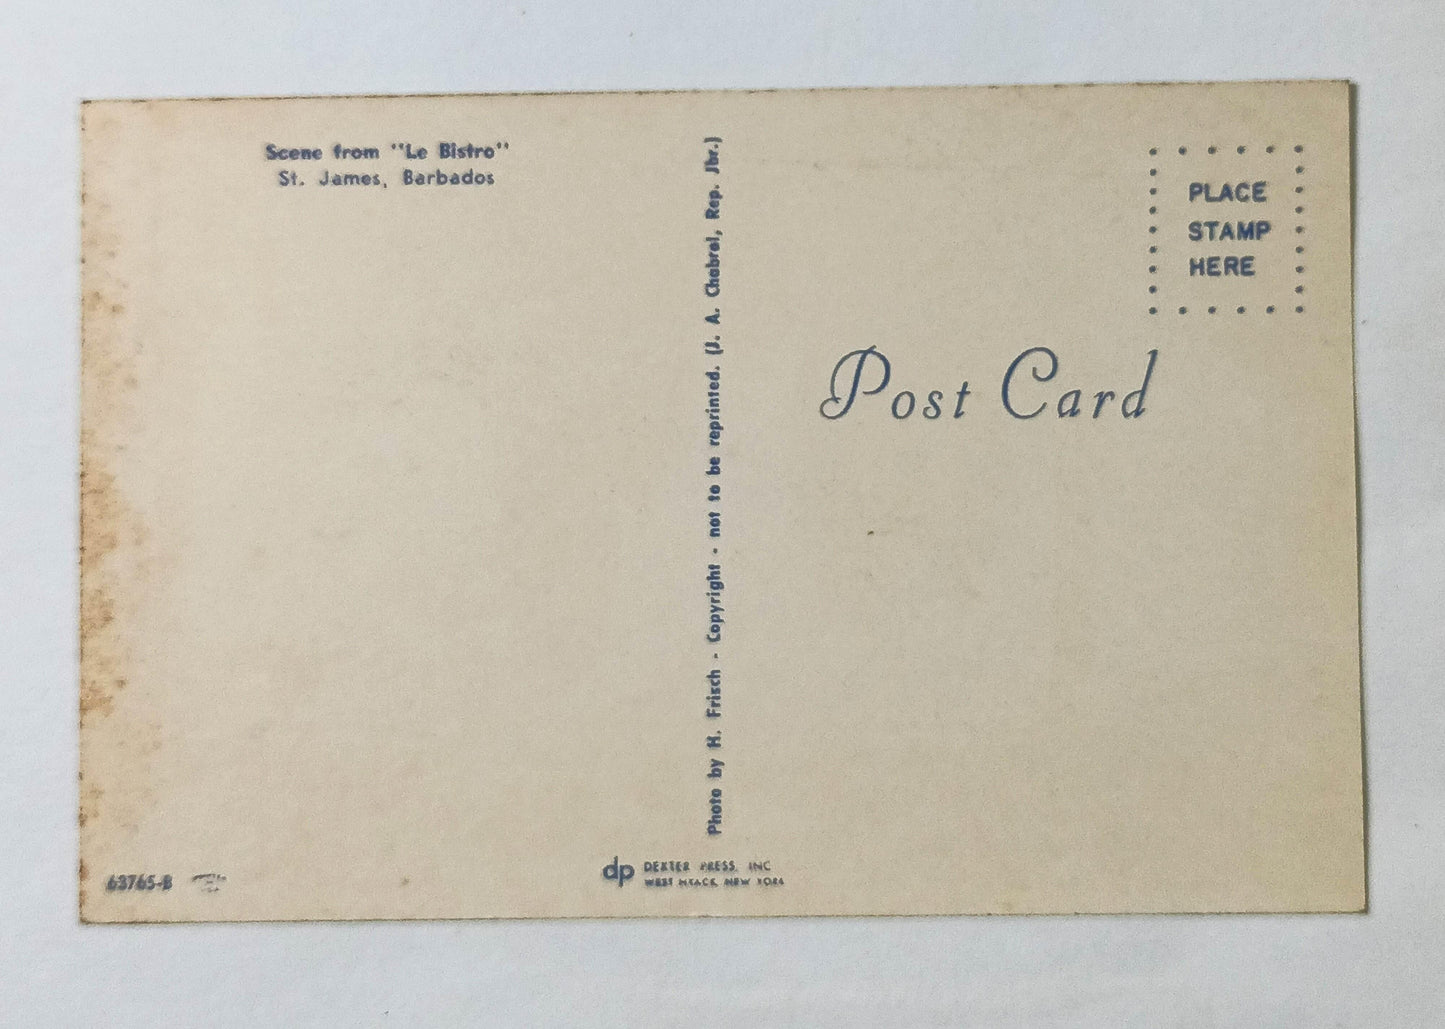 Scene from "Le Bistro"
St. James, Barbados
Photo by H. Frisch - Copyright - not to be reprinted. (J. A. Chabral, Rep. Jbr.)
PLACE
STAMP
HERE
Post Card
63765-B
dp DEXTER PRESS, INC
WEST NYACK, NEW YORK